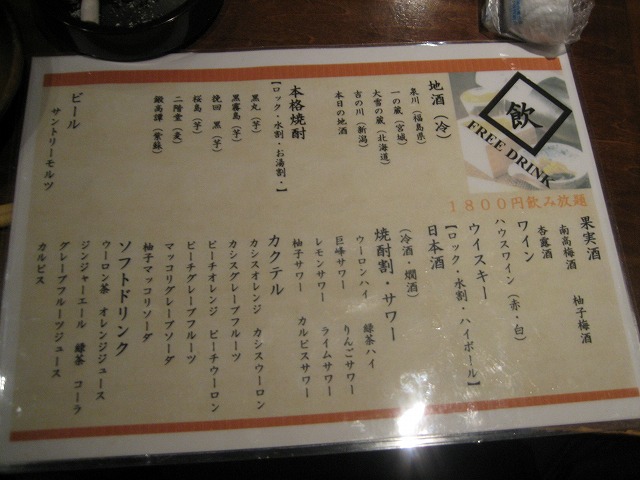 飲
FREE DRINK
1800円飲み放題
地酒（冷）
泉川（福島県）
一の蔵（宮城）
大雪の蔵（北海道）
吉の川（新潟）
本日の地酒
本格焼酎
【ロック・水割・お湯割・】
黒丸（芋）
黒霧島（芋）
挽回 黒（芋）
桜島（芋）
二階堂（麦）
鍛高譚（紫蘇）
ビール
サントリーモルツ
果実酒
南高梅酒 柚子梅酒
杏露酒
ワイン
ハウスワイン（赤・白）
ウイスキー
【ロック・水割・ハイボール】
日本酒
（冷酒・燗酒）
焼酎割・サワー
ウーロンハイ 緑茶ハイ
巨峰サワー りんごサワー
レモンサワー ライムサワー
柚子サワー カルピスサワー
カクテル
カシスオレンジ カシスウーロン
カシスグレープフルーツ
ピーチオレンジ ピーチウーロン
ピーチグレープフルーツ
マッコリグレープソーダ
柚子マッコリソーダ
ソフトドリンク
ウーロン茶 オレンジジュース
ジンジャーエール 緑茶 コーラ
グレープフルーツジュース
カルピス